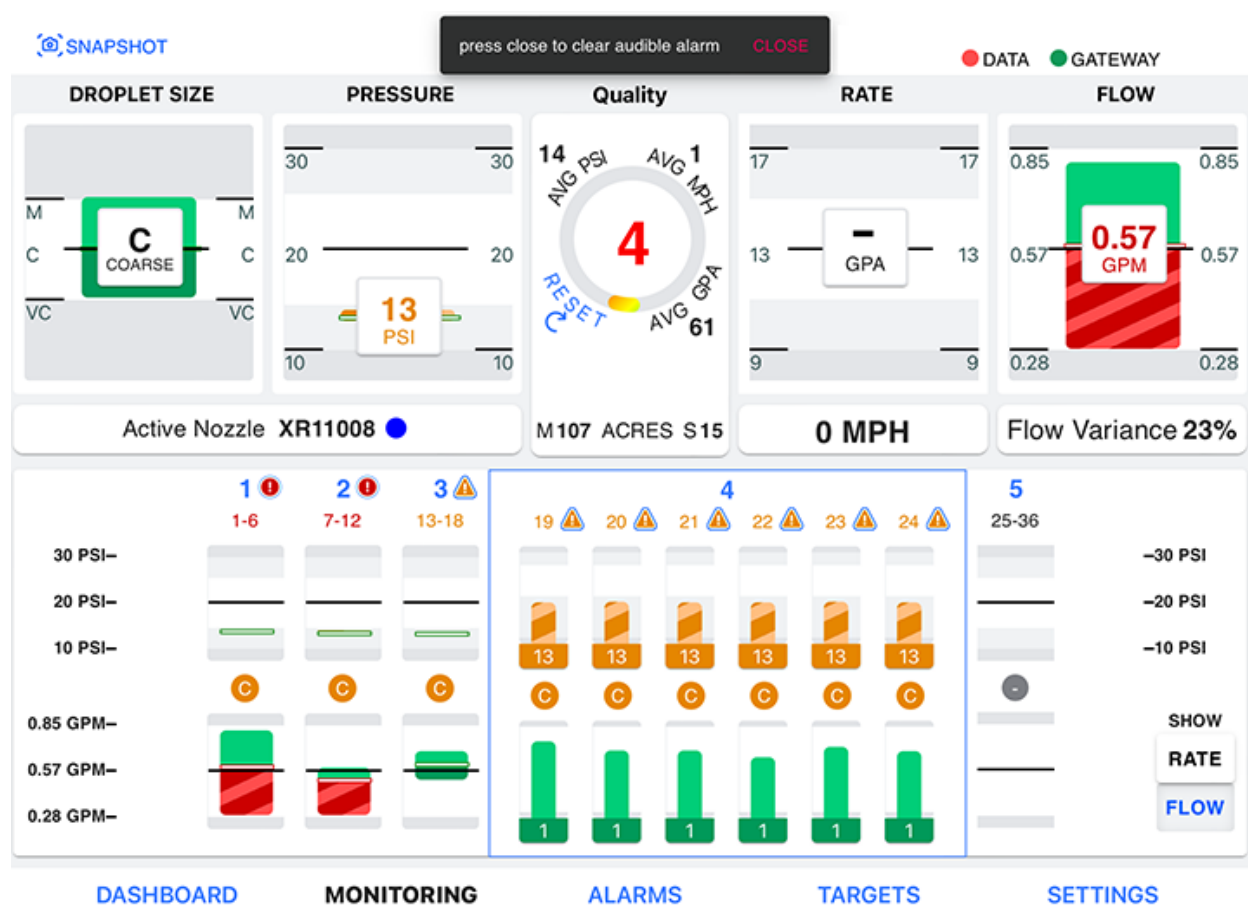 SNAPSHOT
press close to clear audible alarm CLOSE
DATA GATEWAY
DROPLET SIZE PRESSURE Quality RATE FLOW
M M
C C
VC VC
C
COARSE
30 30
20 20
10 10
13
PSI
14 AVG PSI AVG 1 MPH
4
RESET AVG GPA 61
M 107 ACRES S 15
17 17
13 13
9 9
–
GPA
0.85 0.85
0.57 0.57
0.28 0.28
0.57
GPM
Active Nozzle XR11008
0 MPH
Flow Variance 23%
1 2 3 4 5
1-6 7-12 13-18 19 20 21 22 23 24 25-36
30 PSI– –30 PSI
20 PSI– –20 PSI
10 PSI– –10 PSI
13 13 13 13 13 13
C C C C C C C C C -
0.85 GPM–
0.57 GPM–
0.28 GPM–
1 1 1 1 1 1
SHOW
RATE
FLOW
DASHBOARD MONITORING ALARMS TARGETS SETTINGS